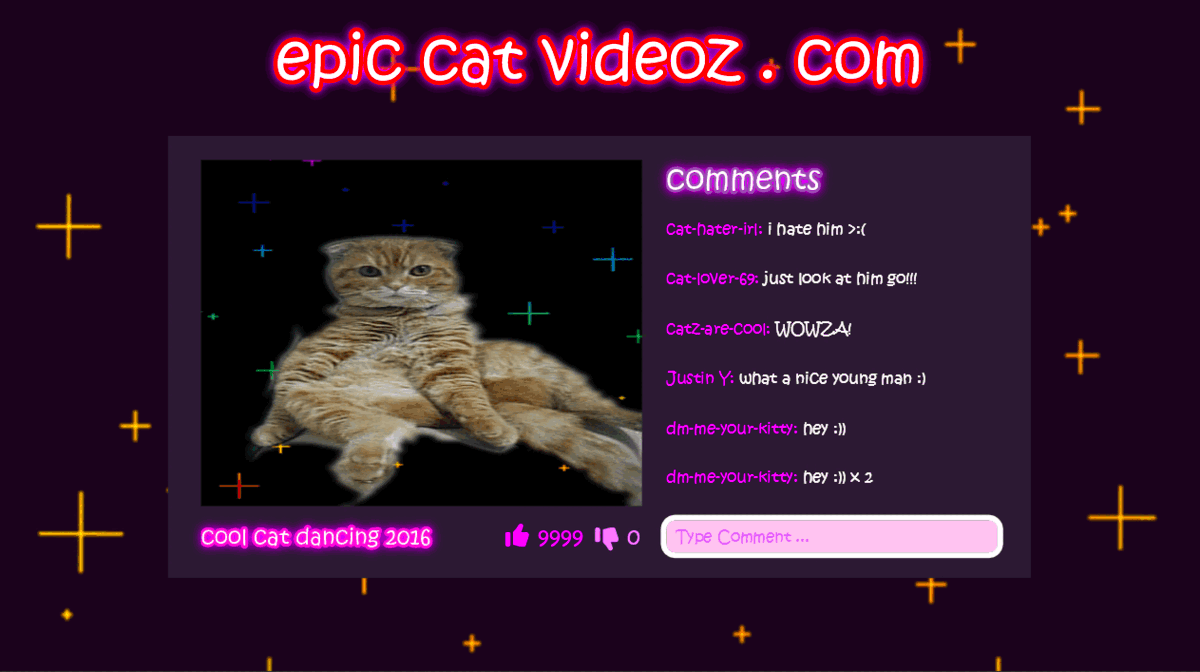 epic cat videoz . com
comments
cat-hater-irl: i hate him >:(
cat-lover-69: just look at him go!!!
catz-are-cool: WOWZA!
Justin Y: what a nice young man :)
dm-me-your-kitty: hey :))
dm-me-your-kitty: hey :)) x 2
cool cat dancing 2016
9999
0
Type Comment ...